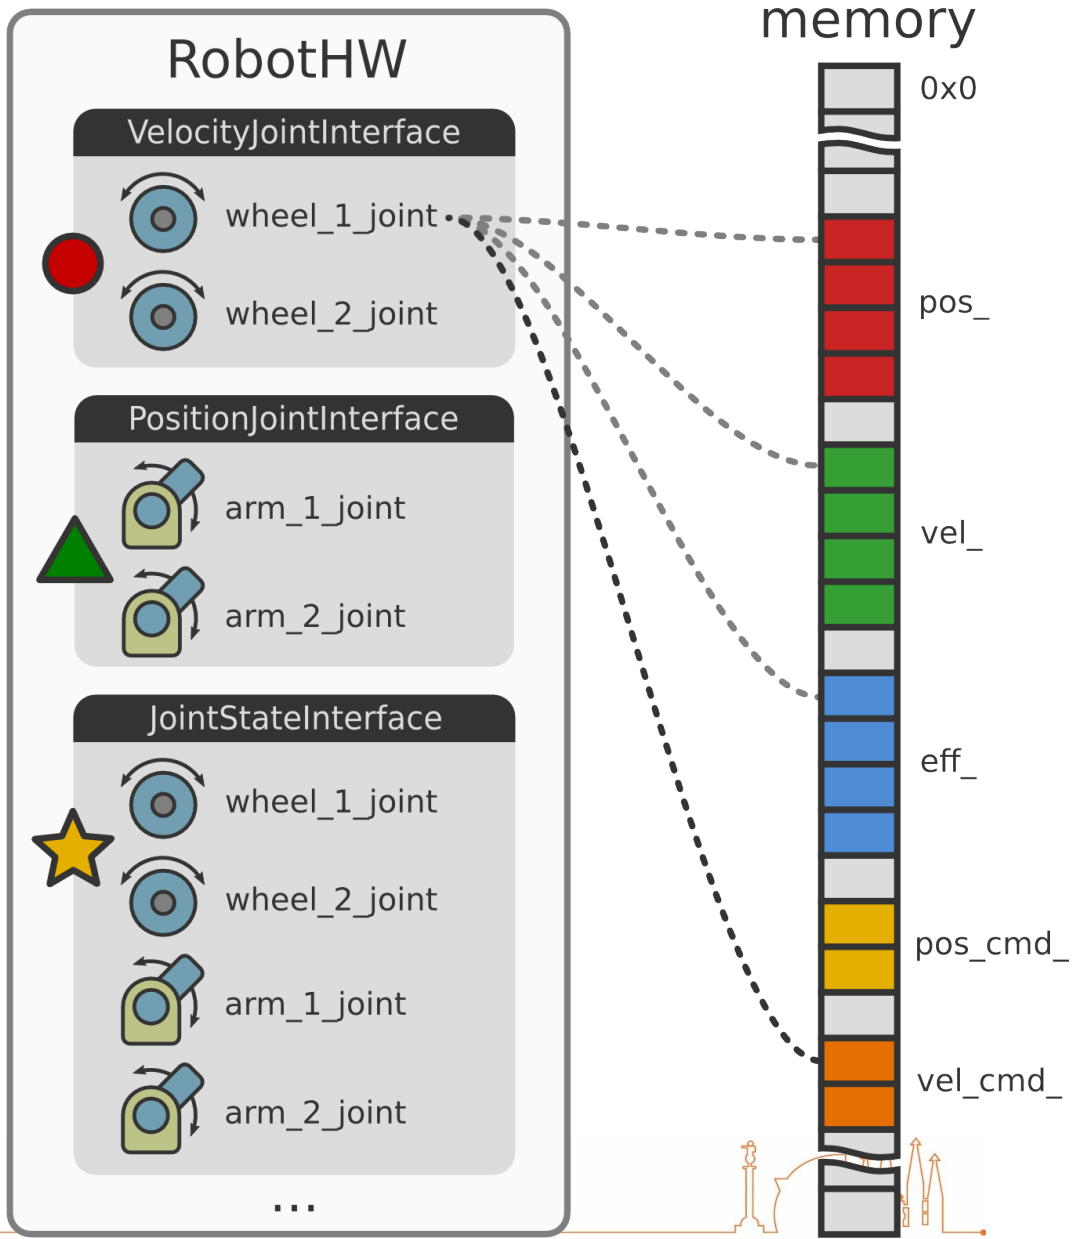 RobotHW
VelocityJointInterface
wheel_1_joint
wheel_2_joint
PositionJointInterface
arm_1_joint
arm_2_joint
JointStateInterface
wheel_1_joint
wheel_2_joint
arm_1_joint
arm_2_joint
...
memory
0x0
pos_
vel_
eff_
pos_cmd_
vel_cmd_